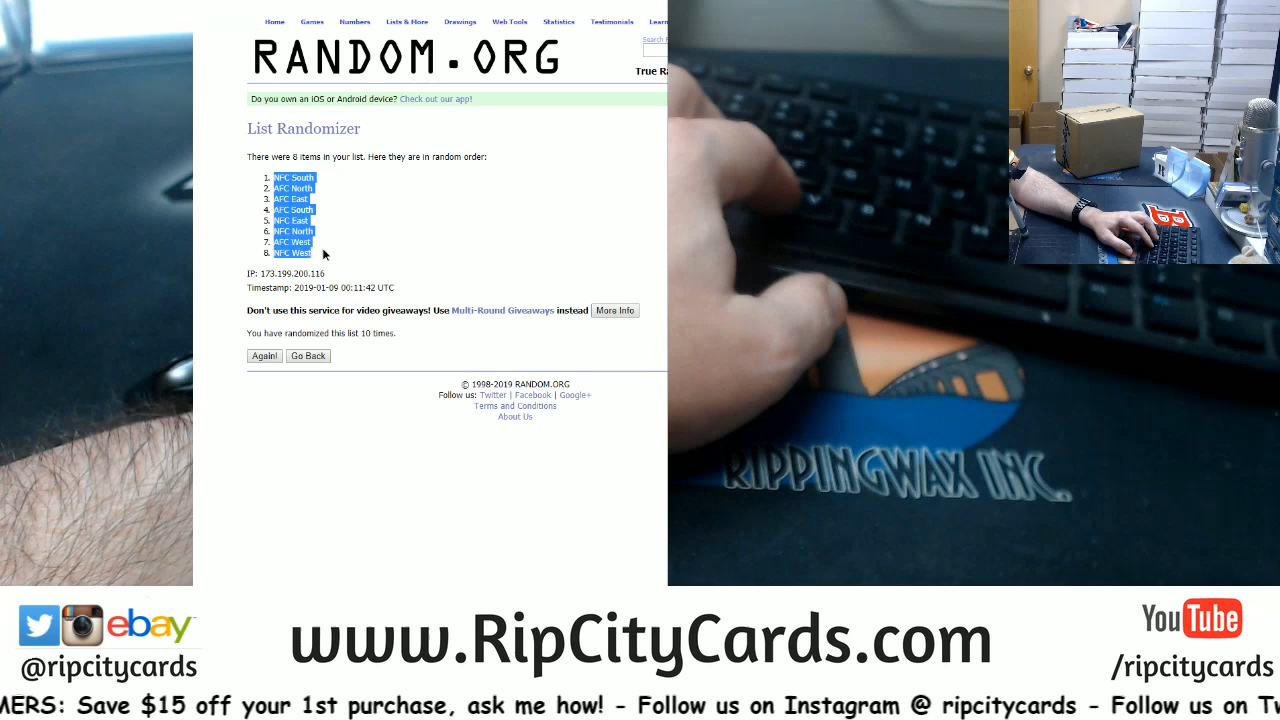 Home Games Numbers Lists & More Drawings Web Tools Statistics Testimonials Learn
RANDOM.ORG
Search
True Ra
Do you own an iOS or Android device? Check out our app!
List Randomizer
There were 8 items in your list. Here they are in random order:
1. NFC South
2. AFC North
3. AFC East
4. AFC South
5. NFC East
6. NFC North
7. AFC West
8. NFC West
IP: 173.199.200.116
Timestamp: 2019-01-09 00:11:42 UTC
Don't use this service for video giveaways! Use Multi-Round Giveaways instead More Info
You have randomized this list 10 times.
Again! Go Back
© 1998-2019 RANDOM.ORG
Follow us: Twitter | Facebook | Google+
Terms and Conditions
About Us
RIPPINGWAX INC.
B
ebay
@ripcitycards
www.RipCityCards.com
YouTube
/ripcitycards
MERS: Save $15 off your 1st purchase, ask me how! - Follow us on Instagram @ ripcitycards - Follow us on Tw